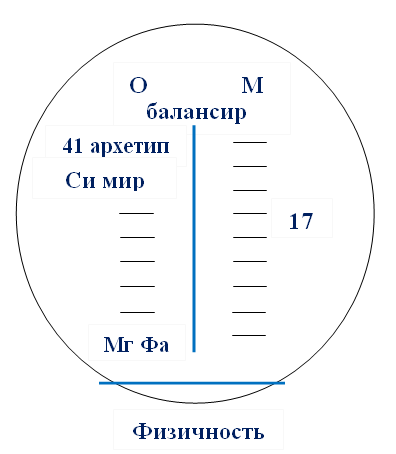 О М
балансир
41 архетип
Си мир
17
Мг Фа
Физичность